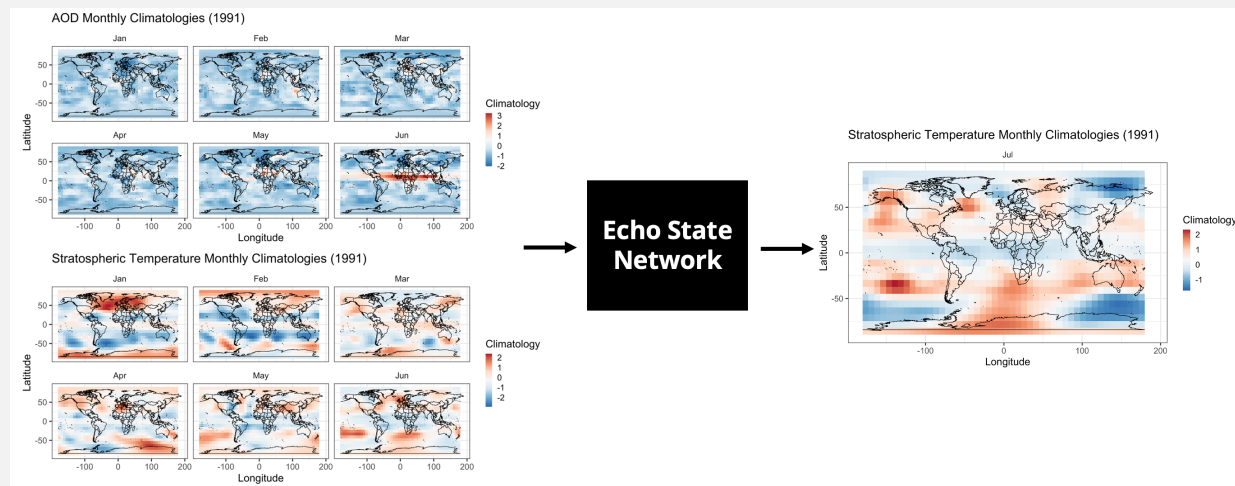 AOD Monthly Climatologies (1991)
Jan Feb Mar
50
0
-50
Apr May Jun
50
0
-50
-100 0 100 200 -100 0 100 200 -100 0 100 200
Longitude
Latitude
Climatology
3
2
1
0
-1
-2
Stratospheric Temperature Monthly Climatologies (1991)
Jan Feb Mar
50
0
-50
Apr May Jun
50
0
-50
-100 0 100 200 -100 0 100 200 -100 0 100 200
Longitude
Latitude
Climatology
2
1
0
-1
-2
Echo State
Network
Stratospheric Temperature Monthly Climatologies (1991)
Jul
50
0
-50
-100 0 100 200
Longitude
Latitude
Climatology
2
1
0
-1